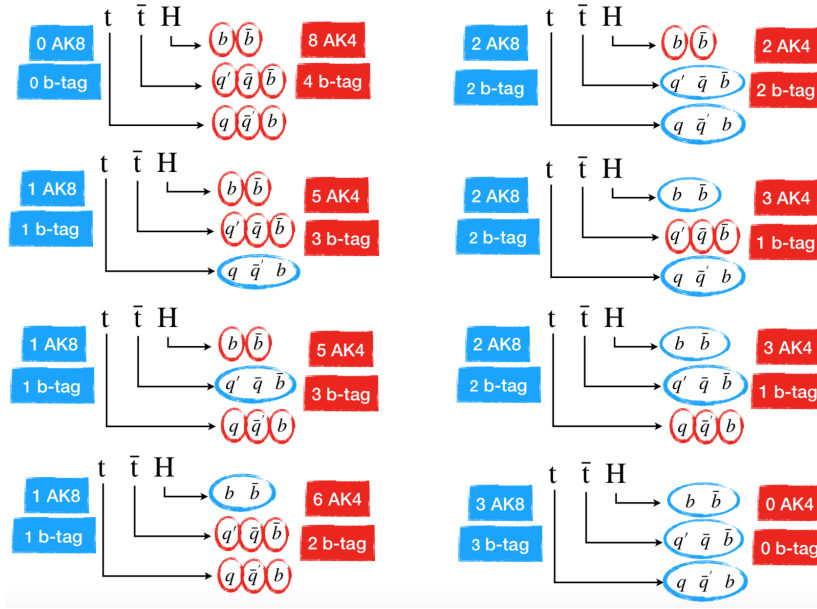 t t̄ H
0 AK8
0 b-tag
b b̄
q′ q̄ b̄
q q̄′ b
8 AK4
4 b-tag
t t̄ H
1 AK8
1 b-tag
b b̄
q′ q̄ b̄
q q̄′ b
5 AK4
3 b-tag
t t̄ H
1 AK8
1 b-tag
b b̄
q′ q̄ b̄
q q̄′ b
5 AK4
3 b-tag
t t̄ H
1 AK8
1 b-tag
b b̄
q′ q̄ b̄
q q̄′ b
6 AK4
2 b-tag
t t̄ H
2 AK8
2 b-tag
b b̄
q′ q̄ b̄
q q̄′ b
2 AK4
2 b-tag
t t̄ H
2 AK8
2 b-tag
b b̄
q′ q̄ b̄
q q̄′ b
3 AK4
1 b-tag
t t̄ H
2 AK8
2 b-tag
b b̄
q′ q̄ b̄
q q̄′ b
3 AK4
1 b-tag
t t̄ H
3 AK8
3 b-tag
b b̄
q′ q̄ b̄
q q̄′ b
0 AK4
0 b-tag